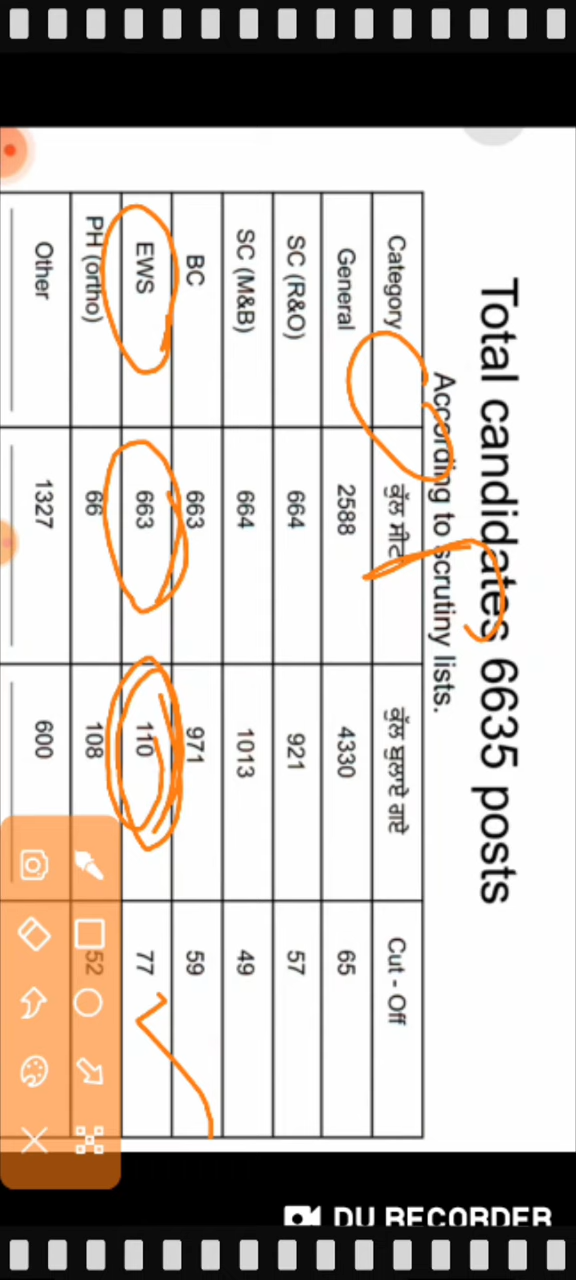 Total candidates 6635 posts
According to scrutiny lists.
Category ਕੁੱਲ ਸੀਟ ਕੁੱਲ ਬੁਲਾਏ ਗਏ Cut - Off
General 2588 4330 65
SC (R&O) 664 921 57
SC (M&B) 664 1013 49
BC 663 971 59
EWS 663 110 77
PH (ortho) 66 108 52
Other 1327 600
DU RECORDER